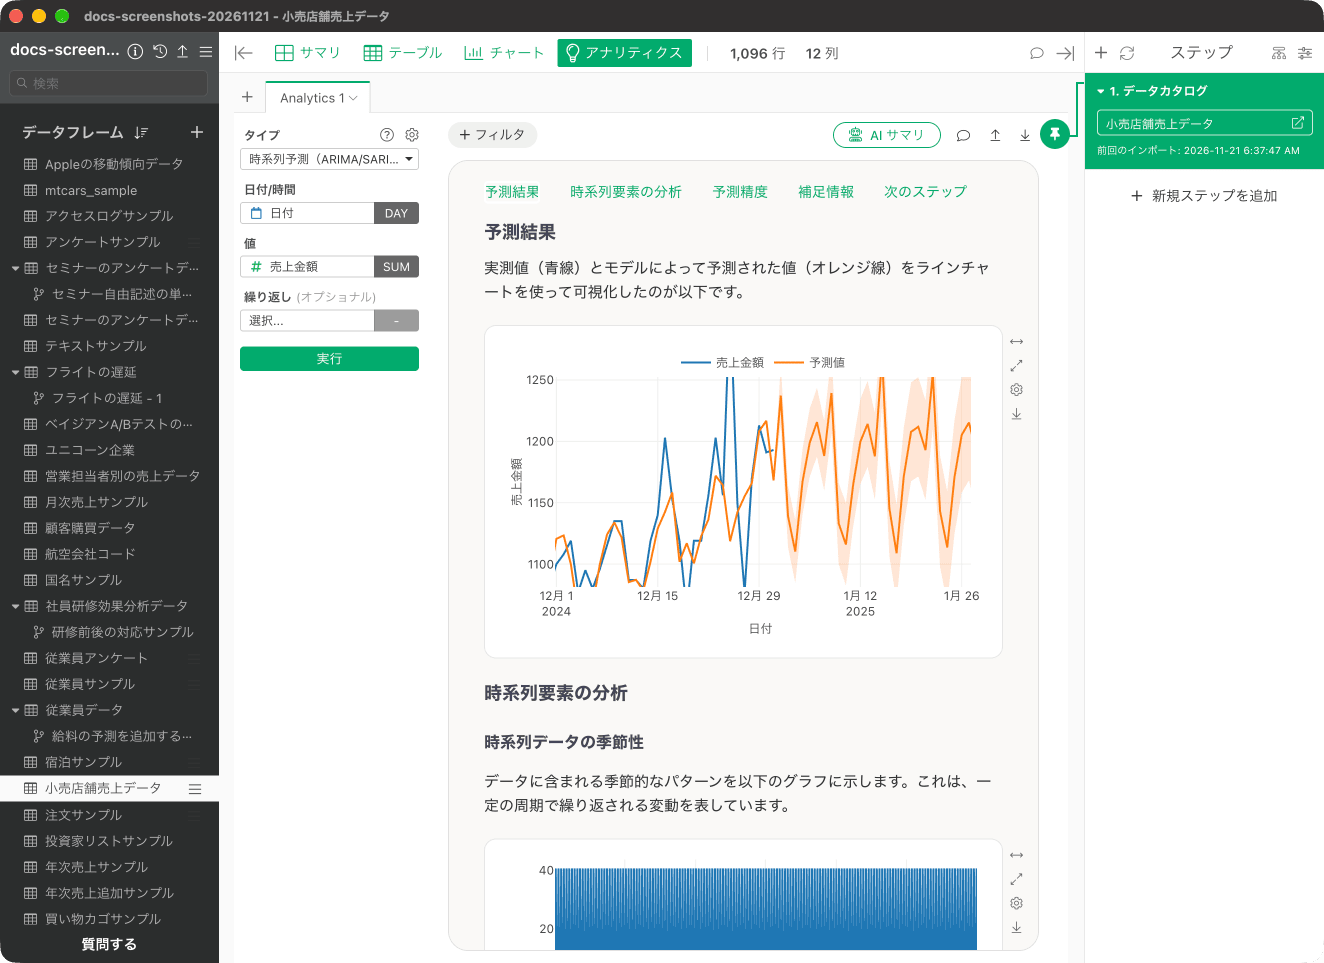 docs-screenshots-20261121 - 小売店舗売上データ
docs-screen...
検索
データフレーム
Appleの移動傾向データ
mtcars_sample
アクセスログサンプル
アンケートサンプル
セミナーのアンケートデ...
セミナー自由記述の単...
セミナーのアンケートデ...
テキストサンプル
フライトの遅延
フライトの遅延 - 1
ベイジアンA/Bテストの...
ユニコーン企業
営業担当者別の売上データ
月次売上サンプル
顧客購買データ
航空会社コード
国名サンプル
社員研修効果分析データ
研修前後の対応サンプル
従業員アンケート
従業員サンプル
従業員データ
給料の予測を追加する...
宿泊サンプル
小売店舗売上データ
注文サンプル
投資家リストサンプル
年次売上サンプル
年次売上追加サンプル
買い物カゴサンプル
質問する
サマリ
テーブル
チャート
アナリティクス
1,096 行
12 列
Analytics 1
タイプ
時系列予測（ARIMA/SARI...
日付/時間
日付
DAY
値
# 売上金額
SUM
繰り返し (オプショナル)
選択...
-
実行
+ フィルタ
AI サマリ
予測結果
時系列要素の分析
予測精度
補足情報
次のステップ
予測結果
実測値（青線）とモデルによって予測された値（オレンジ線）をラインチャ
ートを使って可視化したのが以下です。
売上金額
予測値
1250
1200
1150
1100
売上金額
12月 1
2024
12月 15
12月 29
1月 12
2025
1月 26
日付
時系列要素の分析
時系列データの季節性
データに含まれる季節的なパターンを以下のグラフに示します。これは、一
定の周期で繰り返される変動を表しています。
40
20
ステップ
1. データカタログ
小売店舗売上データ
前回のインポート: 2026-11-21 6:37:47 AM
+ 新規ステップを追加